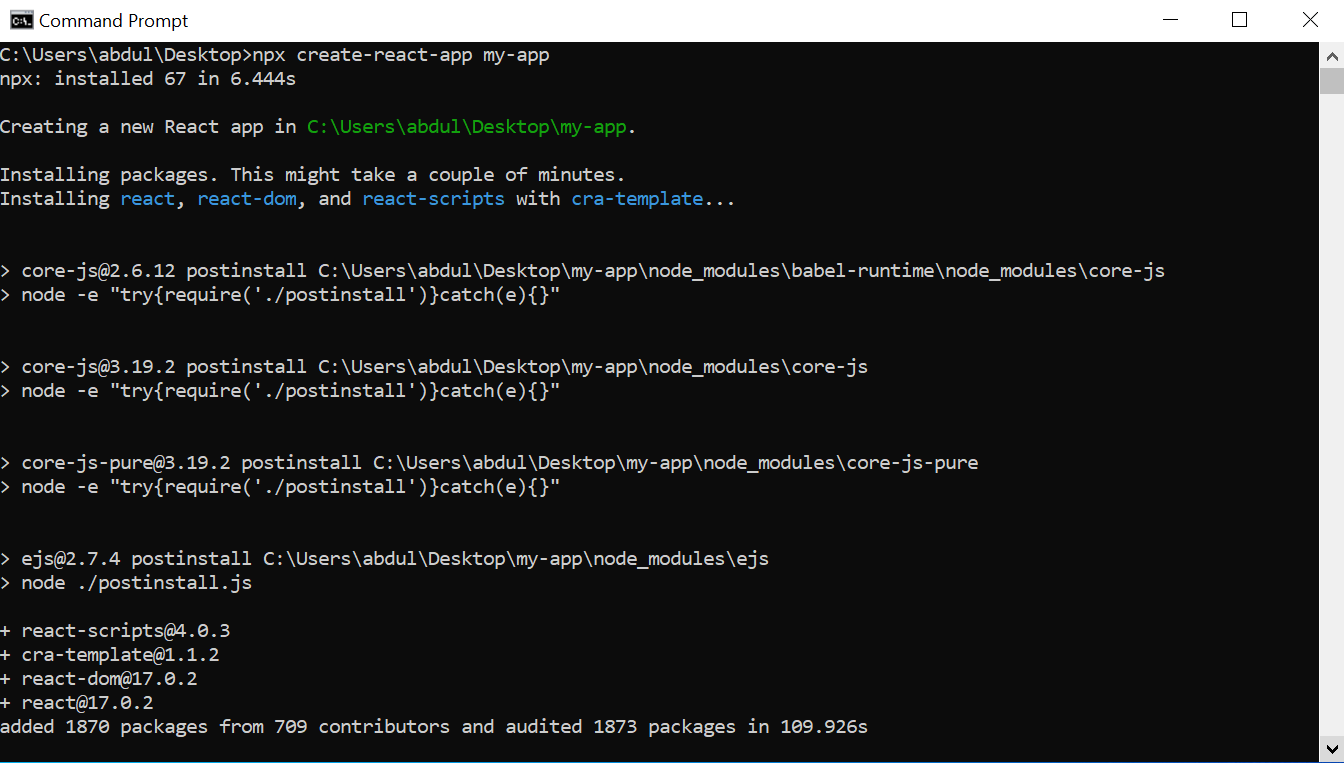 Command Prompt
C:\Users\abdul\Desktop>npx create-react-app my-app
npx: installed 67 in 6.444s
Creating a new React app in C:\Users\abdul\Desktop\my-app.
Installing packages. This might take a couple of minutes.
Installing react, react-dom, and react-scripts with cra-template...
> core-js@2.6.12 postinstall C:\Users\abdul\Desktop\my-app\node_modules\babel-runtime\node_modules\core-js
> node -e "try{require('./postinstall')}catch(e){}"
> core-js@3.19.2 postinstall C:\Users\abdul\Desktop\my-app\node_modules\core-js
> node -e "try{require('./postinstall')}catch(e){}"
> core-js-pure@3.19.2 postinstall C:\Users\abdul\Desktop\my-app\node_modules\core-js-pure
> node -e "try{require('./postinstall')}catch(e){}"
> ejs@2.7.4 postinstall C:\Users\abdul\Desktop\my-app\node_modules\ejs
> node ./postinstall.js
+ react-scripts@4.0.3
+ cra-template@1.1.2
+ react-dom@17.0.2
+ react@17.0.2
added 1870 packages from 709 contributors and audited 1873 packages in 109.926s